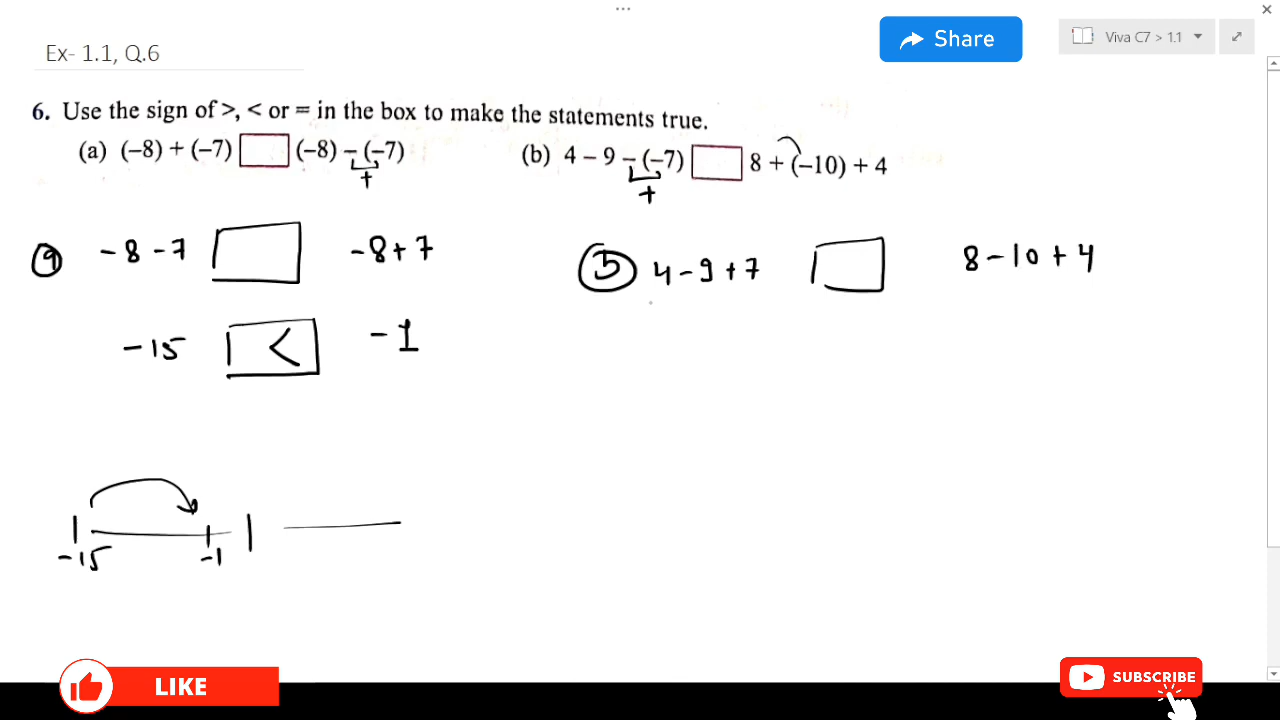 Ex- 1.1, Q.6
Share
Viva C7 > 1.1
6. Use the sign of >, < or = in the box to make the statements true.
(a) (–8) + (–7) (–8) – (–7)
+
(b) 4 – 9 – (–7) 8 + (–10) + 4
+
a -8 -7 -8+7
b 4-9+7 8-10+4
-15 < -1
-15 -1
LIKE
SUBSCRIBE